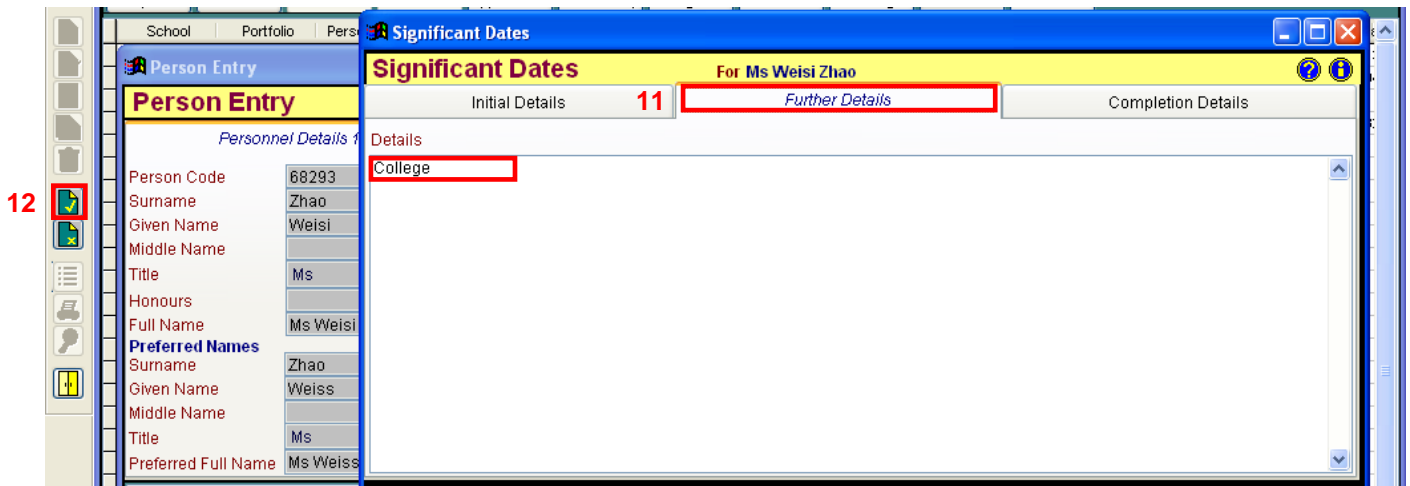 School Portfolio
Significant Dates
Person Entry
Significant Dates For Ms Weisi Zhao
Person Entry
Initial Details 11 Further Details Completion Details
Personnel Details
Details
College
Person Code 68293
12
Surname Zhao
Given Name Weisi
Middle Name
Title Ms
Honours
Full Name Ms Weisi
Preferred Names
Surname Zhao
Given Name Weiss
Middle Name
Title Ms
Preferred Full Name Ms Weiss